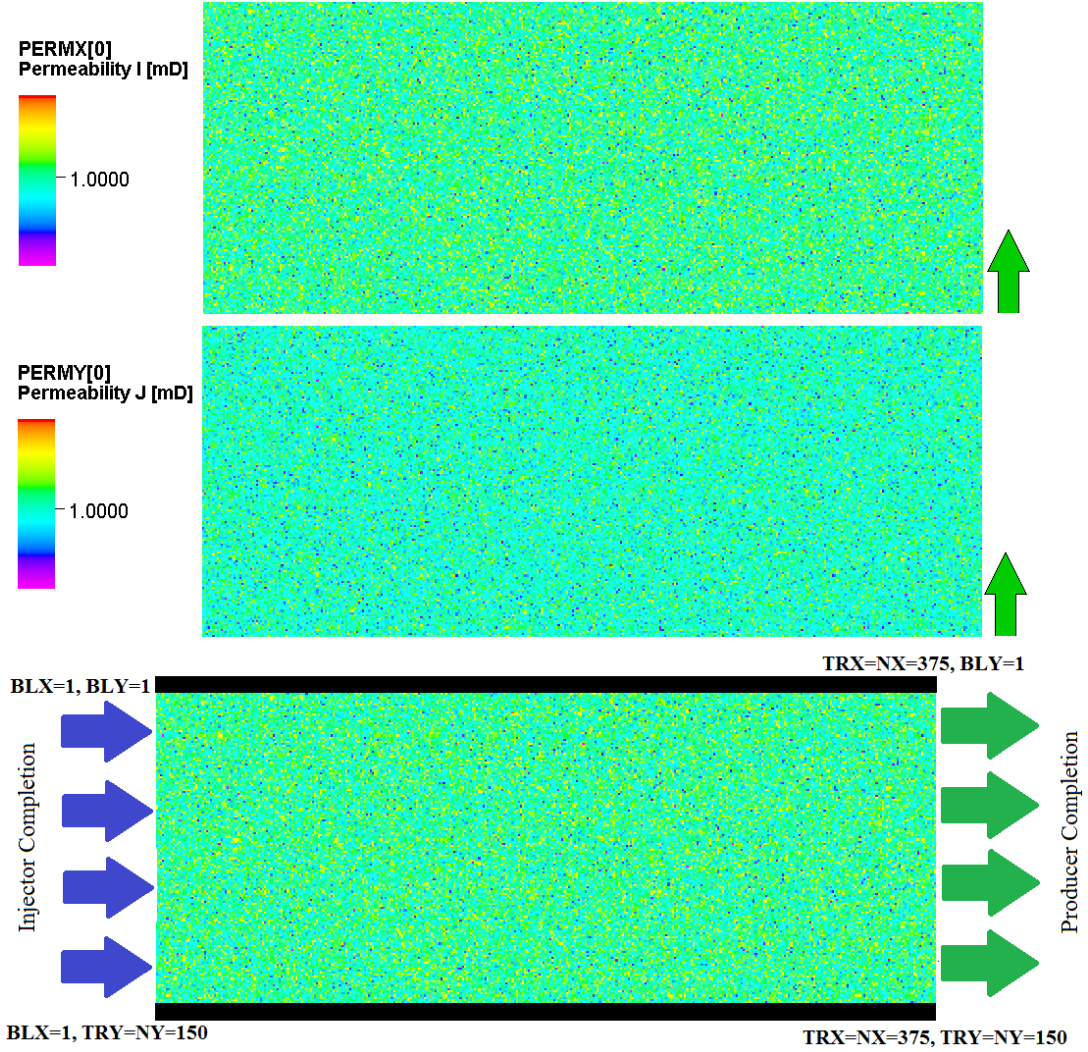 PERMX[0]
Permeability I [mD]
1.0000
PERMY[0]
Permeability J [mD]
1.0000
TRX=NX=375, BLY=1
BLX=1, BLY=1
Injector Completion
Producer Completion
BLX=1, TRY=NY=150
TRX=NX=375, TRY=NY=150